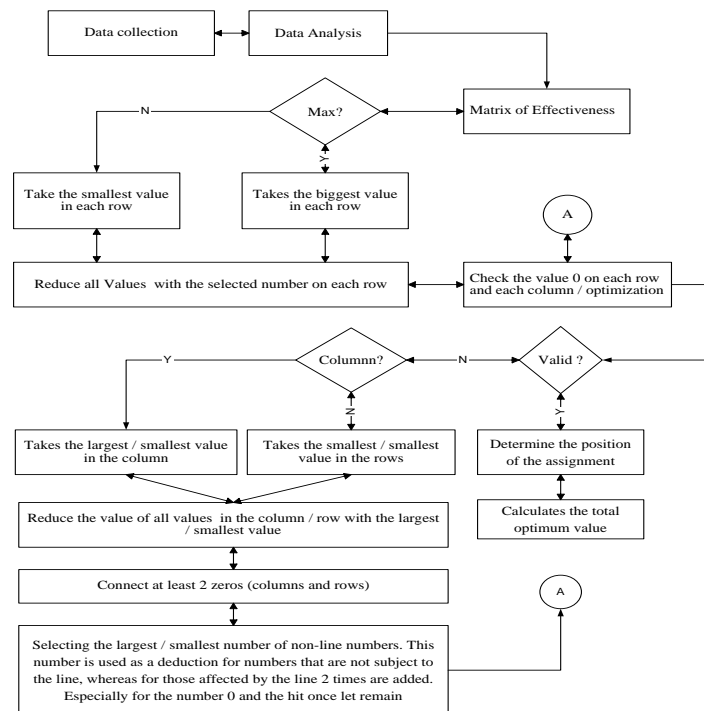 Data collection
Data Analysis
Max?
N
Matrix of Effectiveness
Y
Take the smallest value
in each row
Takes the biggest value
in each row
A
Reduce all Values with the selected number on each row
Check the value 0 on each row
and each column / optimization
Y
Columnn?
N
Valid ?
N
Y
Takes the largest / smallest value
in the column
Takes the smallest / smallest
value in the rows
Determine the position
of the assignment
Reduce the value of all values in the column / row with the largest
/ smallest value
Calculates the total
optimum value
Connect at least 2 zeros (columns and rows)
A
Selecting the largest / smallest number of non-line numbers. This
number is used as a deduction for numbers that are not subject to
the line, whereas for those affected by the line 2 times are added.
Especially for the number 0 and the hit once let remain